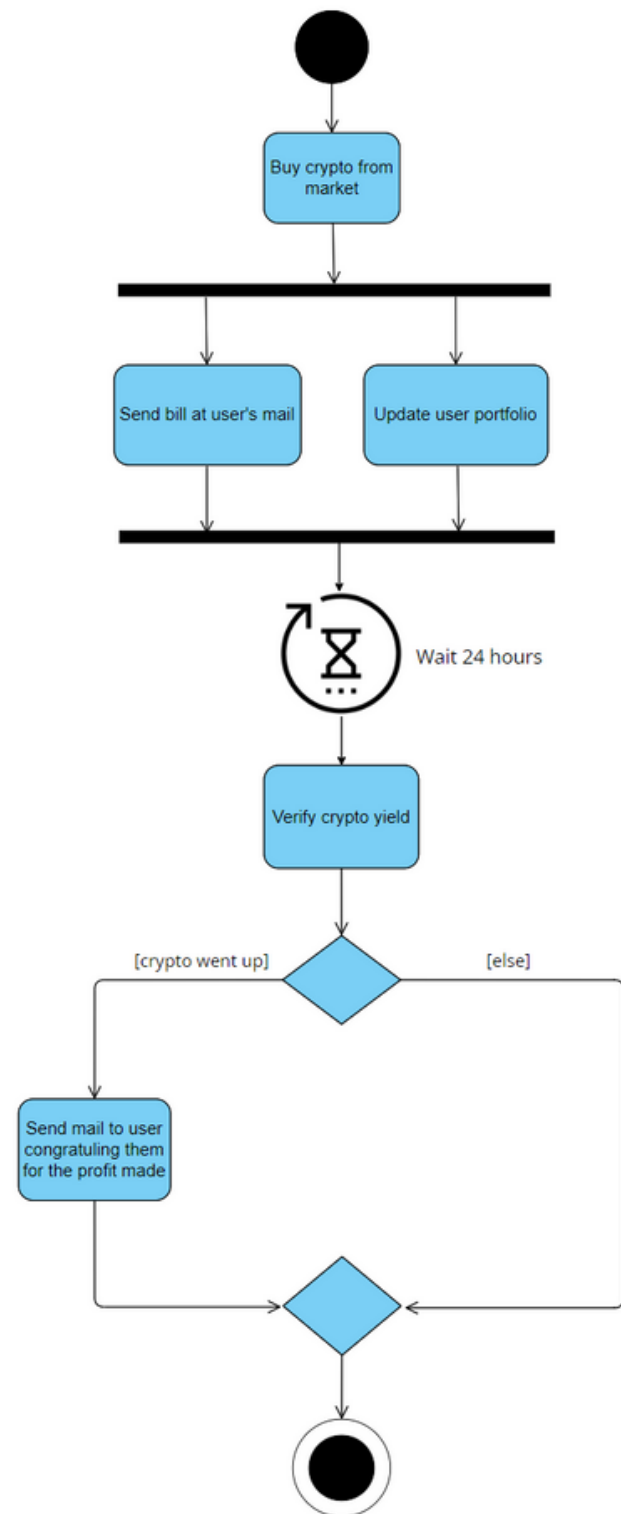 Buy crypto from
market
Send bill at user's mail
Update user portfolio
Wait 24 hours
Verify crypto yield
[crypto went up]
[else]
Send mail to user
congratuling them
for the profit made